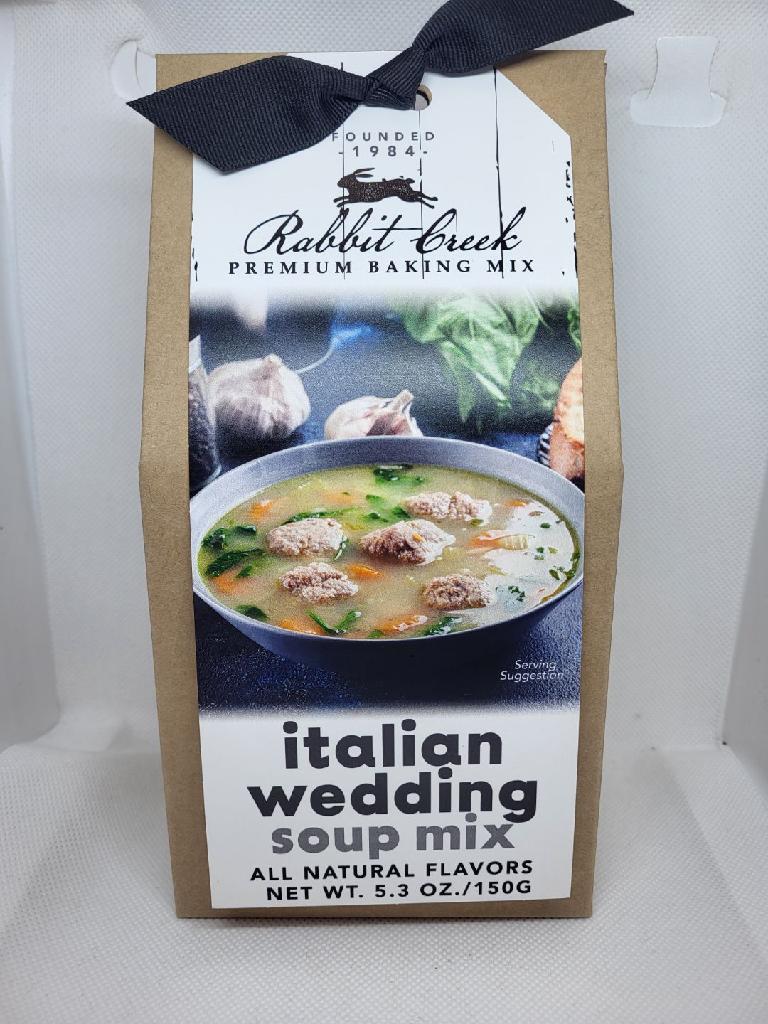 FOUNDED
-1984-
Rabbit Creek
PREMIUM BAKING MIX
Serving
Suggestion
italian
wedding
soup mix
ALL NATURAL FLAVORS
NET WT. 5.3 OZ./150G